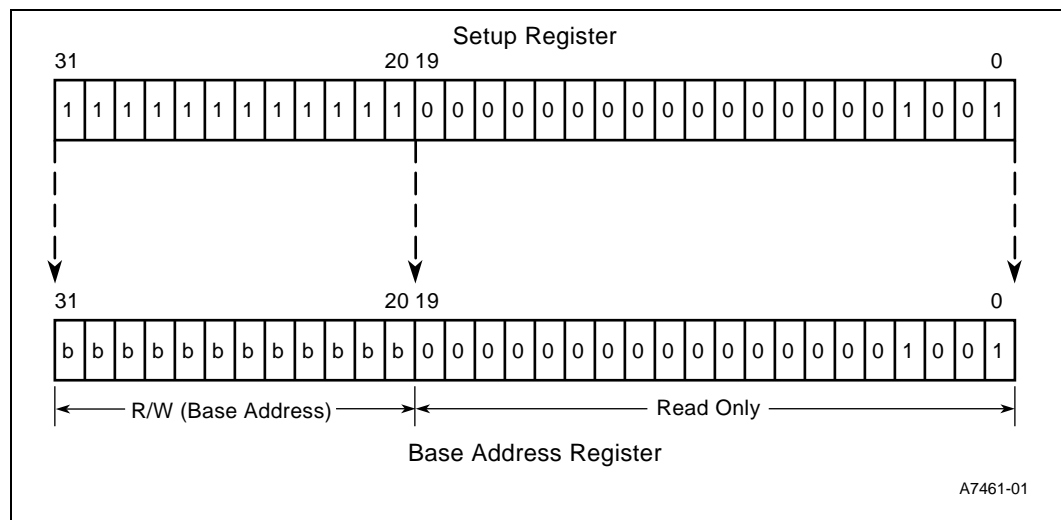 Setup Register
31 20 19 0
1 1 1 1 1 1 1 1 1 1 1 1 0 0 0 0 0 0 0 0 0 0 0 0 0 0 0 0 1 0 0 1
31 20 19 0
b b b b b b b b b b b b 0 0 0 0 0 0 0 0 0 0 0 0 0 0 0 0 1 0 0 1
R/W (Base Address) Read Only
Base Address Register
A7461-01